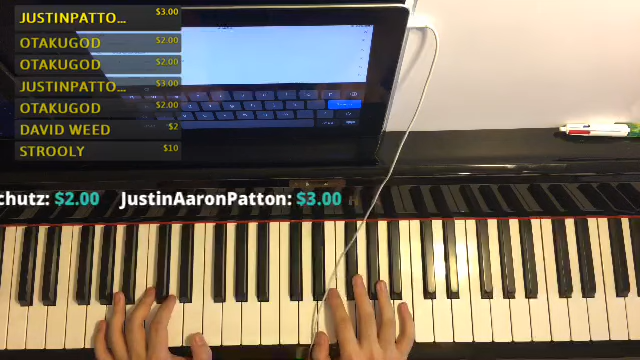 JUSTINPATTO... $3.00
OTAKUGOD $2.00
OTAKUGOD $2.00
JUSTINPATTO... $3.00
OTAKUGOD $2.00
DAVID WEED $2
STROOLY $10
chutz: $2.00 JustinAaronPatton: $3.00